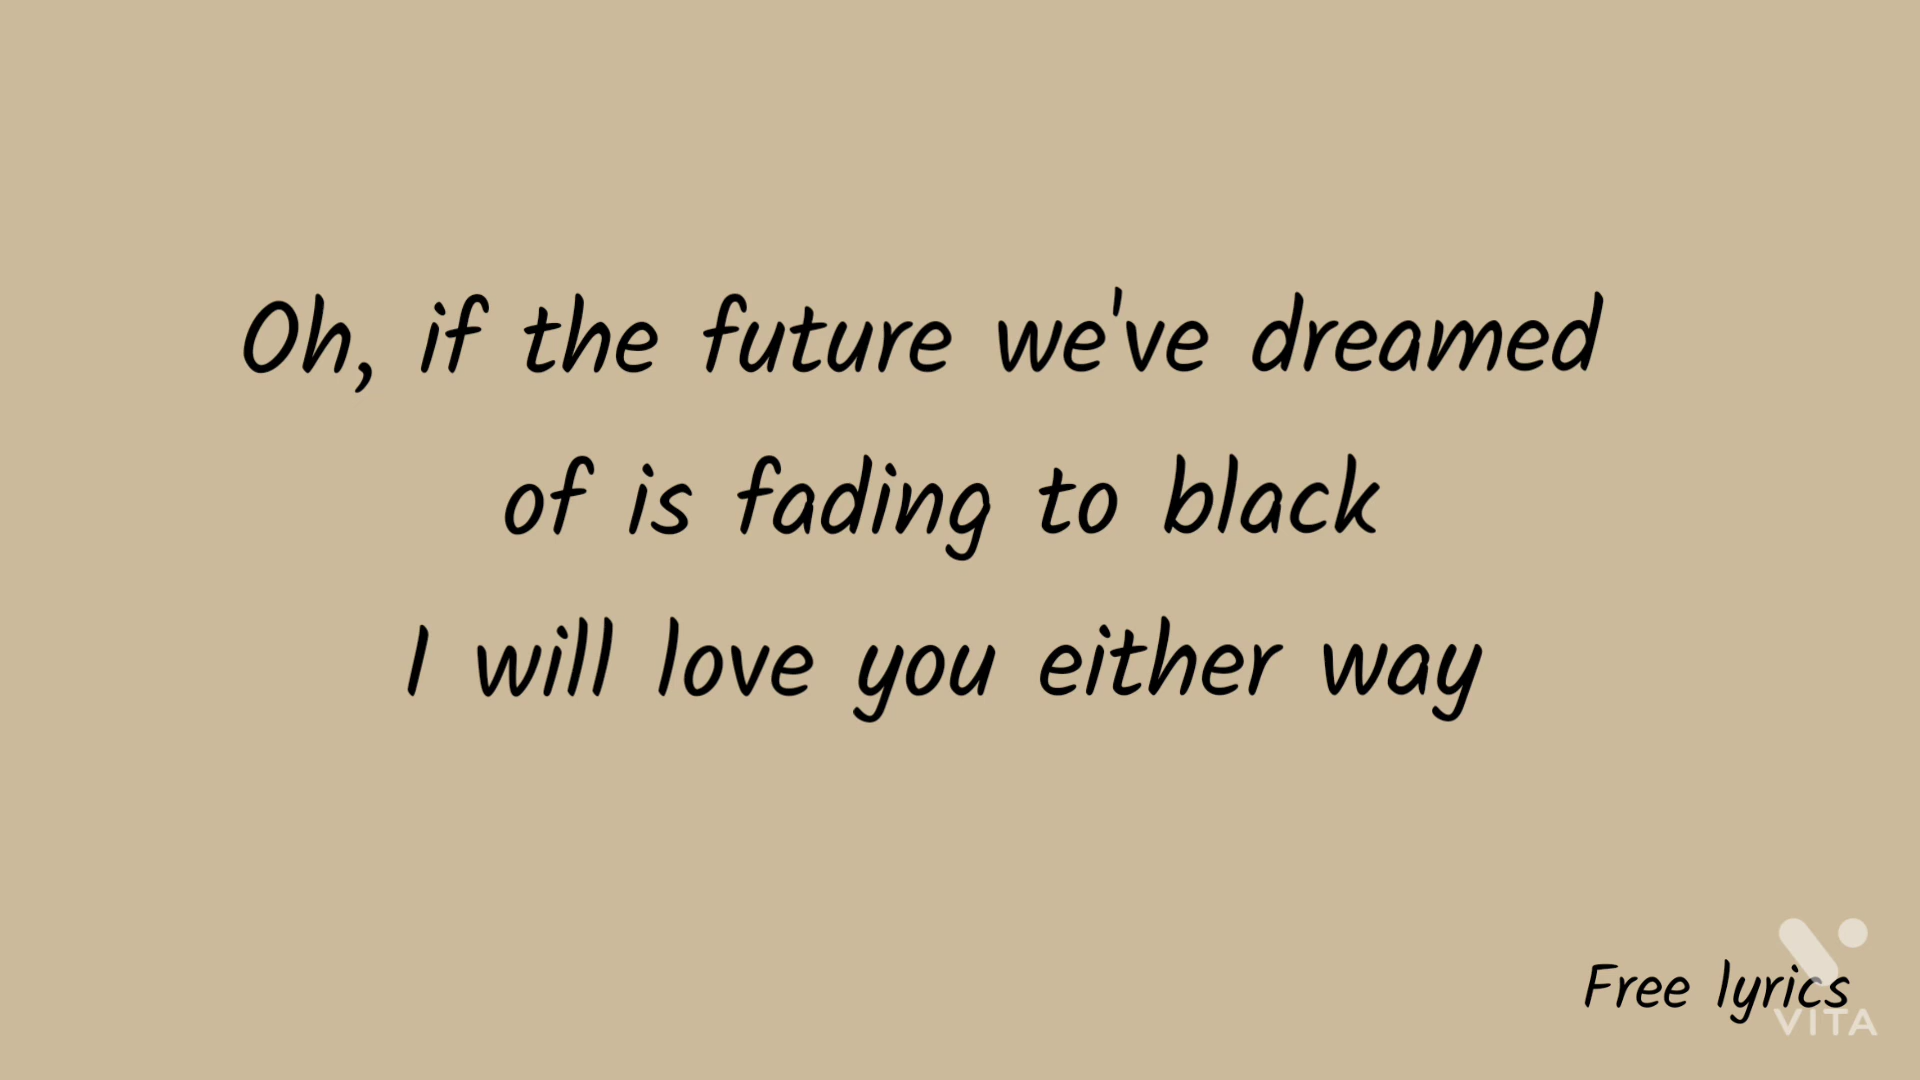 Oh, if the future we've dreamed
of is fading to black
I will love you either way
Free lyrics
VITA